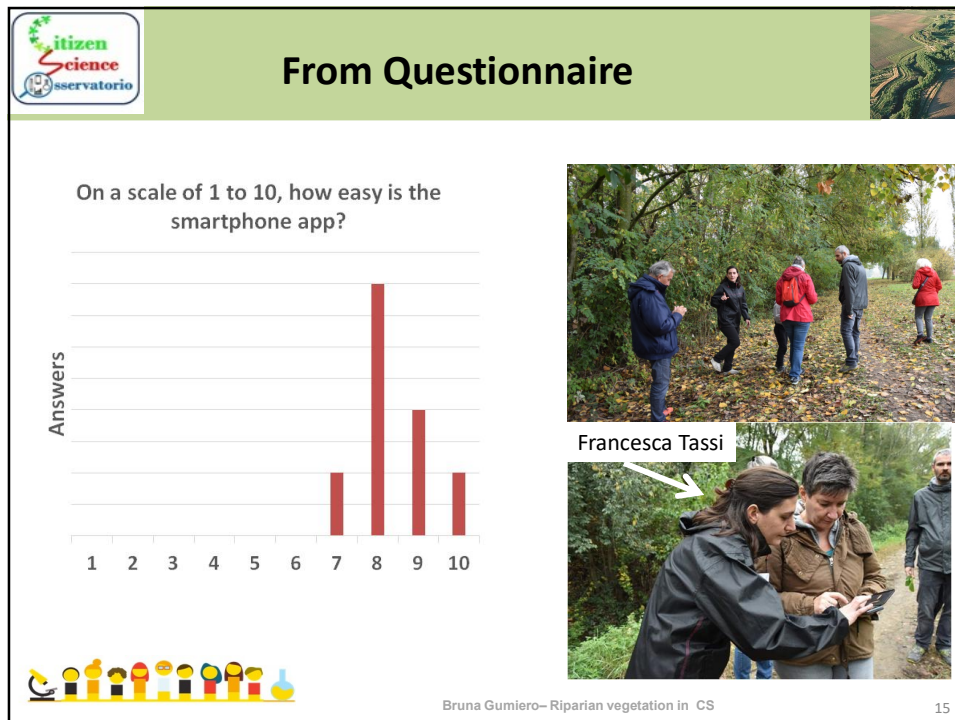 itizen
Science
sservatorio
From Questionnaire
On a scale of 1 to 10, how easy is the
smartphone app?
Answers
1 2 3 4 5 6 7 8 9 10
Francesca Tassi
Bruna Gumiero– Riparian vegetation in CS
15